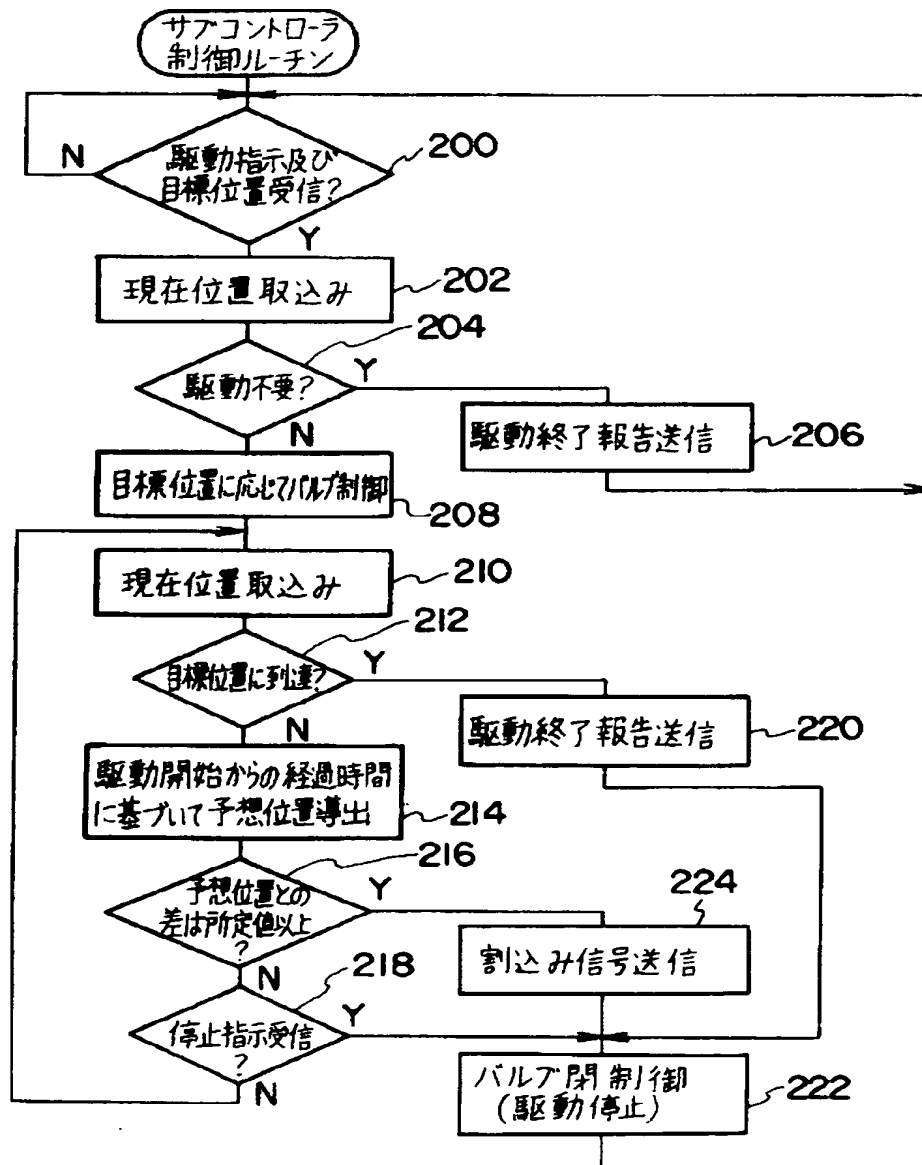 サブコントローラ
制御ルーチン
N
駆動指示及び
目標位置受信?
200
Y
現在位置取込み
202
204
駆動不要?
Y
N
駆動終了報告送信
206
目標位置に応じてバルブ制御
208
現在位置取込み
210
212
目標位置に到達?
Y
N
駆動終了報告送信
220
駆動開始からの経過時間
に基づいて予想位置導出
214
216
予想位置との
差は所定値以上
?
Y
N
224
割込み信号送信
218
停止指示受信
?
Y
N
バルブ閉制御
(駆動停止)
222